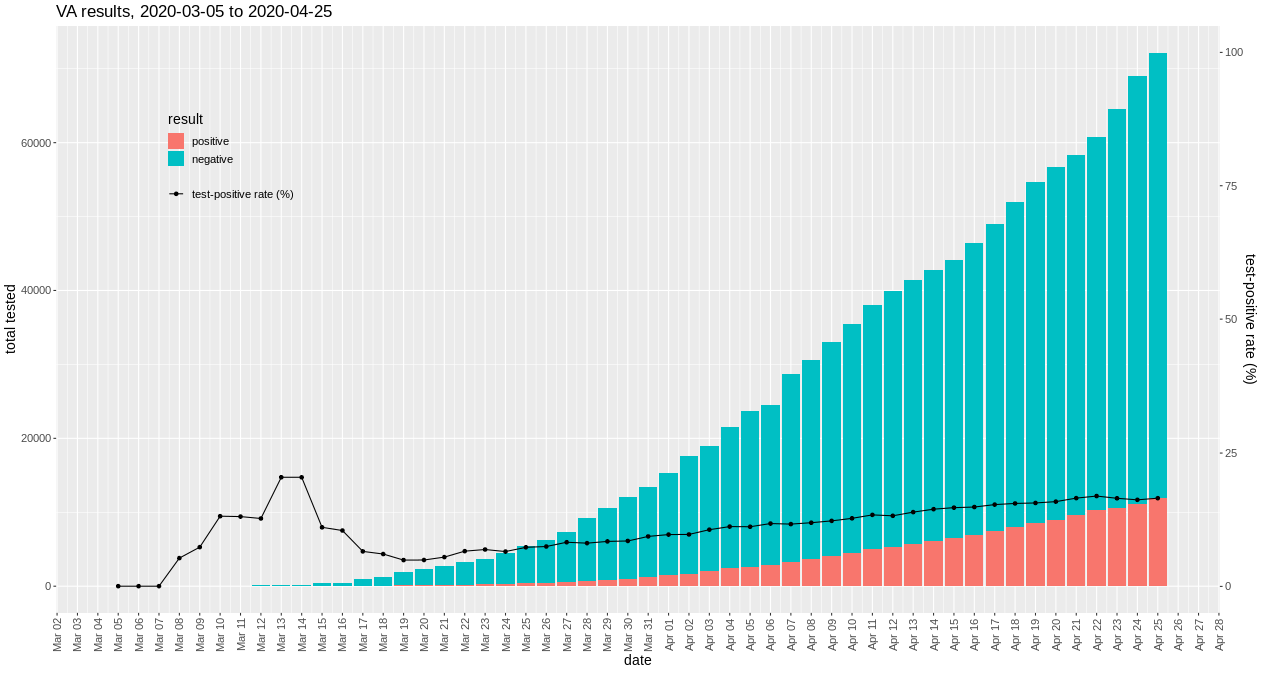 VA results, 2020-03-05 to 2020-04-25
result
positive
negative
test-positive rate (%)
total tested
60000
40000
20000
0
100
75
50
25
0
test-positive rate (%)
Mar 02
Mar 03
Mar 04
Mar 05
Mar 06
Mar 07
Mar 08
Mar 09
Mar 10
Mar 11
Mar 12
Mar 13
Mar 14
Mar 15
Mar 16
Mar 17
Mar 18
Mar 19
Mar 20
Mar 21
Mar 22
Mar 23
Mar 24
Mar 25
Mar 26
Mar 27
Mar 28
Mar 29
Mar 30
Mar 31
Apr 01
Apr 02
Apr 03
Apr 04
Apr 05
Apr 06
Apr 07
Apr 08
Apr 09
Apr 10
Apr 11
Apr 12
Apr 13
Apr 14
Apr 15
Apr 16
Apr 17
Apr 18
Apr 19
Apr 20
Apr 21
Apr 22
Apr 23
Apr 24
Apr 25
Apr 26
Apr 27
Apr 28
date